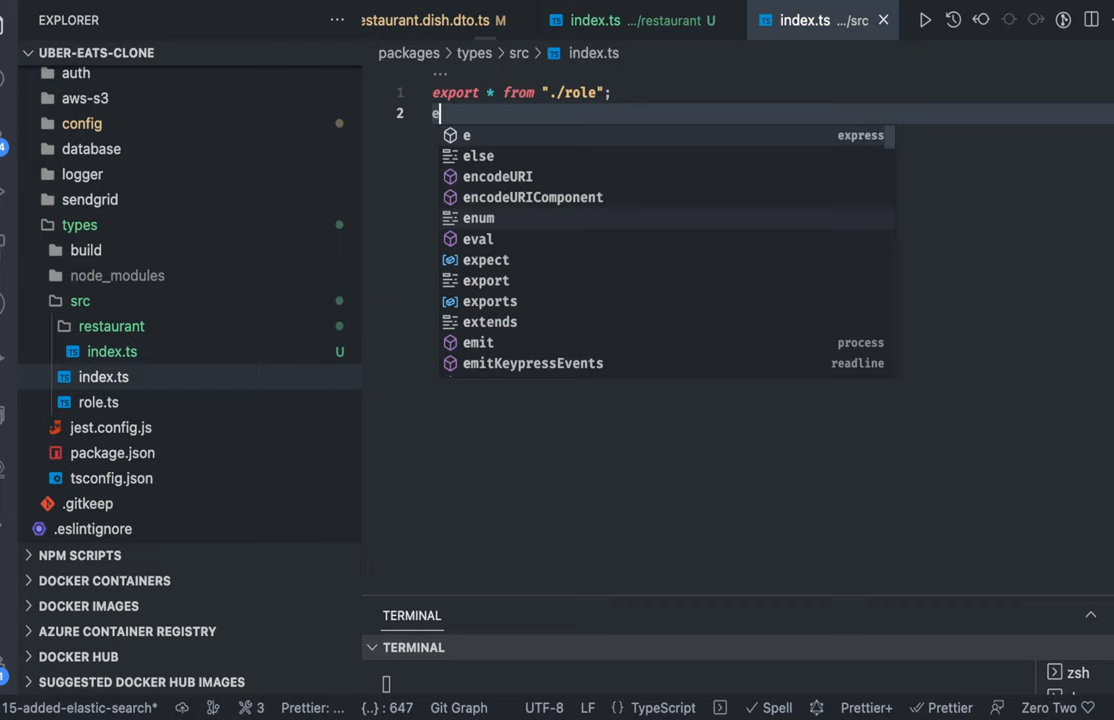 EXPLORER
UBER-EATS-CLONE
auth
aws-s3
config
database
logger
sendgrid
types
build
node_modules
src
restaurant
index.ts U
index.ts
role.ts
jest.config.js
package.json
tsconfig.json
.gitkeep
.eslintignore
NPM SCRIPTS
DOCKER CONTAINERS
DOCKER IMAGES
AZURE CONTAINER REGISTRY
DOCKER HUB
SUGGESTED DOCKER HUB IMAGES
estaurant.dish.dto.ts M
index.ts .../restaurant U
index.ts .../src
packages > types > src > index.ts
1 export * from "./role";
2 e
e express
else
encodeURI
encodeURIComponent
enum
eval
expect
export
exports
extends
emit process
emitKeypressEvents readline
TERMINAL
TERMINAL
zsh
15-added-elastic-search* 3 Prettier: ... {..} : 647 Git Graph UTF-8 LF {} TypeScript Spell Prettier+ Prettier Zero Two